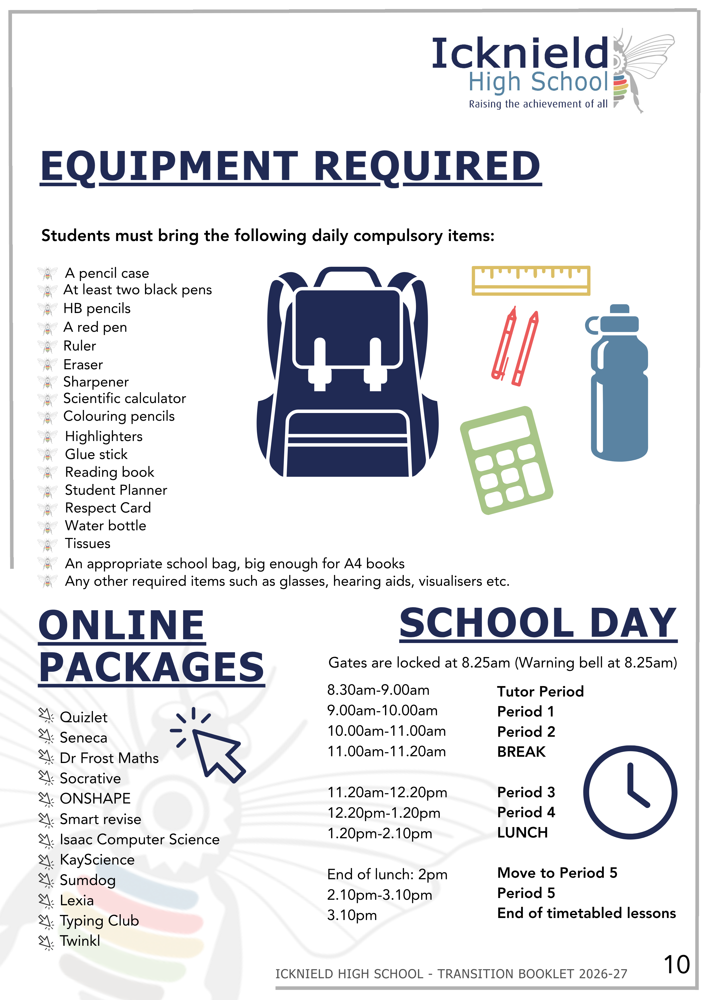 Icknield
High School
Raising the achievement of all
EQUIPMENT REQUIRED
Students must bring the following daily compulsory items:
A pencil case
At least two black pens
HB pencils
A red pen
Ruler
Eraser
Sharpener
Scientific calculator
Colouring pencils
Highlighters
Glue stick
Reading book
Student Planner
Respect Card
Water bottle
Tissues
An appropriate school bag, big enough for A4 books
Any other required items such as glasses, hearing aids, visualisers etc.
ONLINE
PACKAGES
Quizlet
Seneca
Dr Frost Maths
Socrative
ONSHAPE
Smart revise
Isaac Computer Science
KayScience
Sumdog
Lexia
Typing Club
Twinkl
SCHOOL DAY
Gates are locked at 8.25am (Warning bell at 8.25am)
8.30am-9.00am Tutor Period
9.00am-10.00am Period 1
10.00am-11.00am Period 2
11.00am-11.20am BREAK
11.20am-12.20pm Period 3
12.20pm-1.20pm Period 4
1.20pm-2.10pm LUNCH
End of lunch: 2pm Move to Period 5
2.10pm-3.10pm Period 5
3.10pm End of timetabled lessons
ICKNIELD HIGH SCHOOL - TRANSITION BOOKLET 2026-27
10